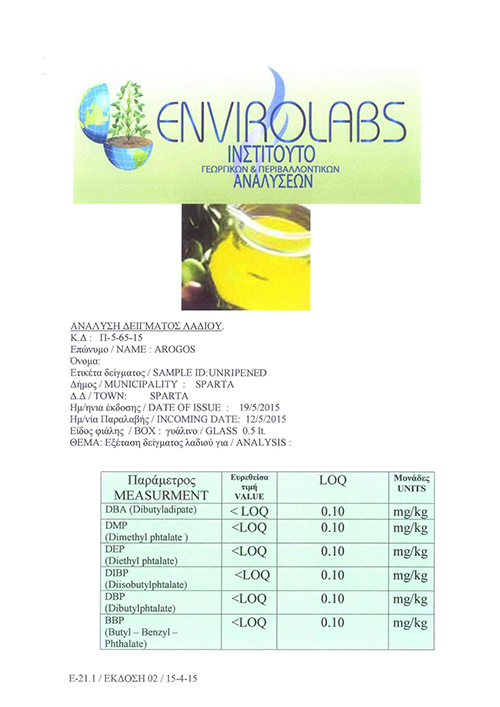 ENVIROLABS
ΙΝΣΤΙΤΟΥΤΟ
ΓΕΩΡΓΙΚΩΝ & ΠΕΡΙΒΑΛΛΟΝΤΙΚΩΝ
ΑΝΑΛΥΣΕΩΝ
ΑΝΑΛΥΣΗ ΔΕΙΓΜΑΤΟΣ ΛΑΔΙΟΥ.
Κ.Δ : Π-5-65-15
Επώνυμο / NAME : AROGOS
Όνομα:
Ετικέτα δείγματος / SAMPLE ID:UNRIPENED
Δήμος / MUNICIPALITY : SPARTA
Δ.Δ / TOWN: SPARTA
Ημ/ηνια έκδοσης / DATE OF ISSUE : 19/5/2015
Ημ/νία Παραλαβής / INCOMING DATE: 12/5/2015
Είδος φιάλης / BOX : γυάλινο / GLASS 0.5 lt.
ΘΕΜΑ: Εξέταση δείγματος λαδιού για / ANALYSIS :
Παράμετρος MEASURMENT Ευρεθείσα τιμή VALUE LOQ Μονάδες UNITS
DBA (Dibutyladipate) < LOQ 0.10 mg/kg
DMP <LOQ 0.10 mg/kg
(Dimethyl phtalate )
DEP <LOQ 0.10 mg/kg
(Diethyl phtalate)
DIBP <LOQ 0.10 mg/kg
(Diisobutylphtalate)
DBP <LOQ 0.10 mg/kg
(Dibutylphtalate)
BBP <LOQ 0.10 mg/kg
(Butyl – Benzyl –
Phthalate)
E-21.1 / ΕΚΔΟΣΗ 02 / 15-4-15